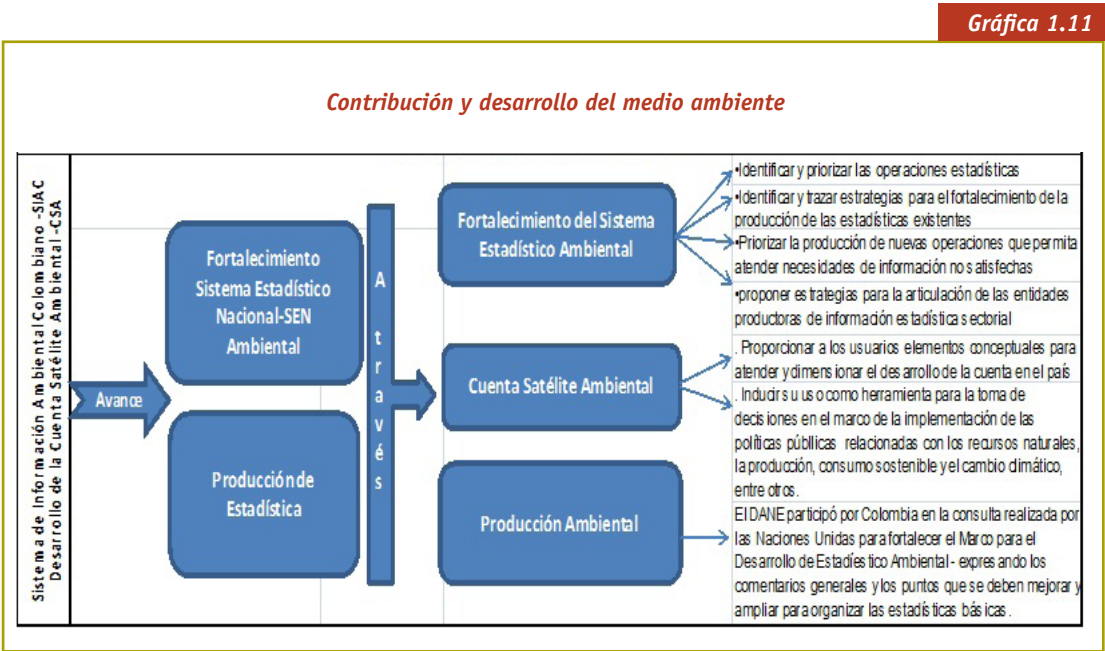 Gráfica 1.11
Contribución y desarrollo del medio ambiente
Sistema de Información Ambiental Colombiano -SIAC
Desarrollo de la Cuenta Satélite Ambiental -CSA
Avance
Fortalecimiento
Sistema Estadístico
Nacional-SEN
Ambiental
Producción de
Estadística
A través
Fortalecimiento del Sistema
Estadístico Ambiental
Cuenta Satélite Ambiental
Producción Ambiental
•Identificar y priorizar las operaciones estadísticas
•Identificar y trazar estrategias para el fortalecimiento de la
producción de las estadísticas existentes
•Priorizar la producción de nuevas operaciones que permita
atender necesidades de información no satisfechas
•proponer estrategias para la articulación de las entidades
productoras de información estadística sectorial
. Proporcionar a los usuarios elementos conceptuales para
atender y dimensionar el desarrollo de la cuenta en el país
. Inducir su uso como herramienta para la toma de
decisiones en el marco de la implementación de las
políticas públlicas relacionadas con los recursos naturales,
la producción, consumo sostenible y el cambio climático,
entre otros.
El DANE participó por Colombia en la consulta realizada por
las Naciones Unidas para fortalecer el Marco para el
Desarrollo de Estadíestico Ambiental- expresando los
comentarios generales y los puntos que se deben mejorar y
ampliar para organizar las estadísticas básicas.